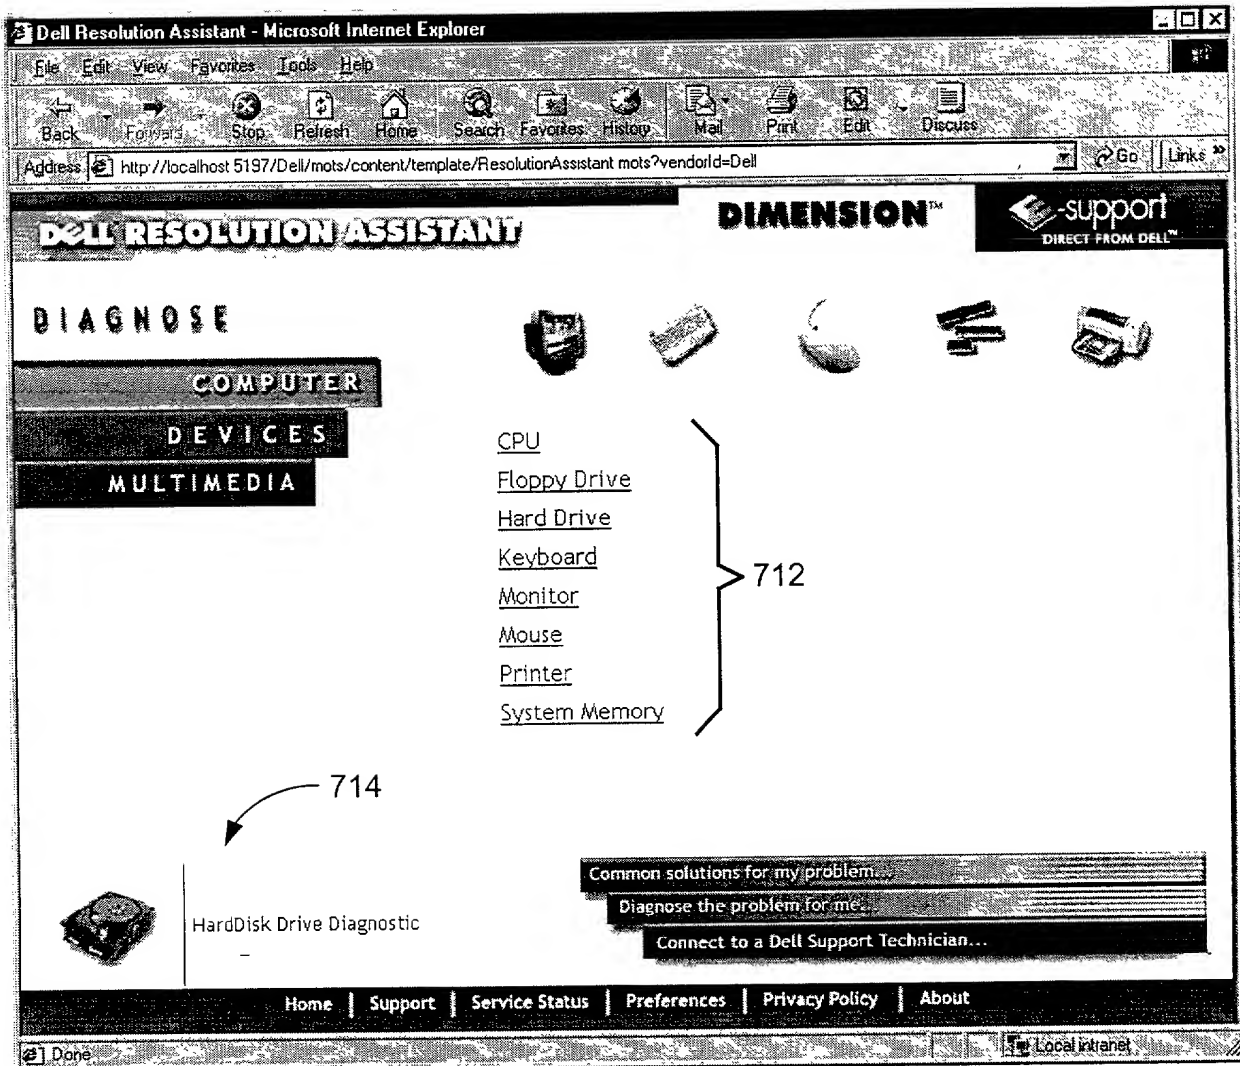 Dell Resolution Assistant - Microsoft Internet Explorer
File Edit View Favorites Tools Help
Back Forward Stop Refresh Home Search Favorites History Mail Print Edit Discuss
Address http://localhost 5197/Dell/mots/content/template/ResolutionAssistant mots?vendorId=Dell Go Links »
DELL RESOLUTION ASSISTANT
DIMENSION™
e-support
DIRECT FROM DELL™
DIAGNOSE
COMPUTER
DEVICES
MULTIMEDIA
CPU
Floppy Drive
Hard Drive
Keyboard
Monitor
Mouse
Printer
System Memory
712
714
HardDisk Drive Diagnostic
Common solutions for my problem...
Diagnose the problem for me...
Connect to a Dell Support Technician...
Home | Support | Service Status | Preferences | Privacy Policy | About
Done Local intranet